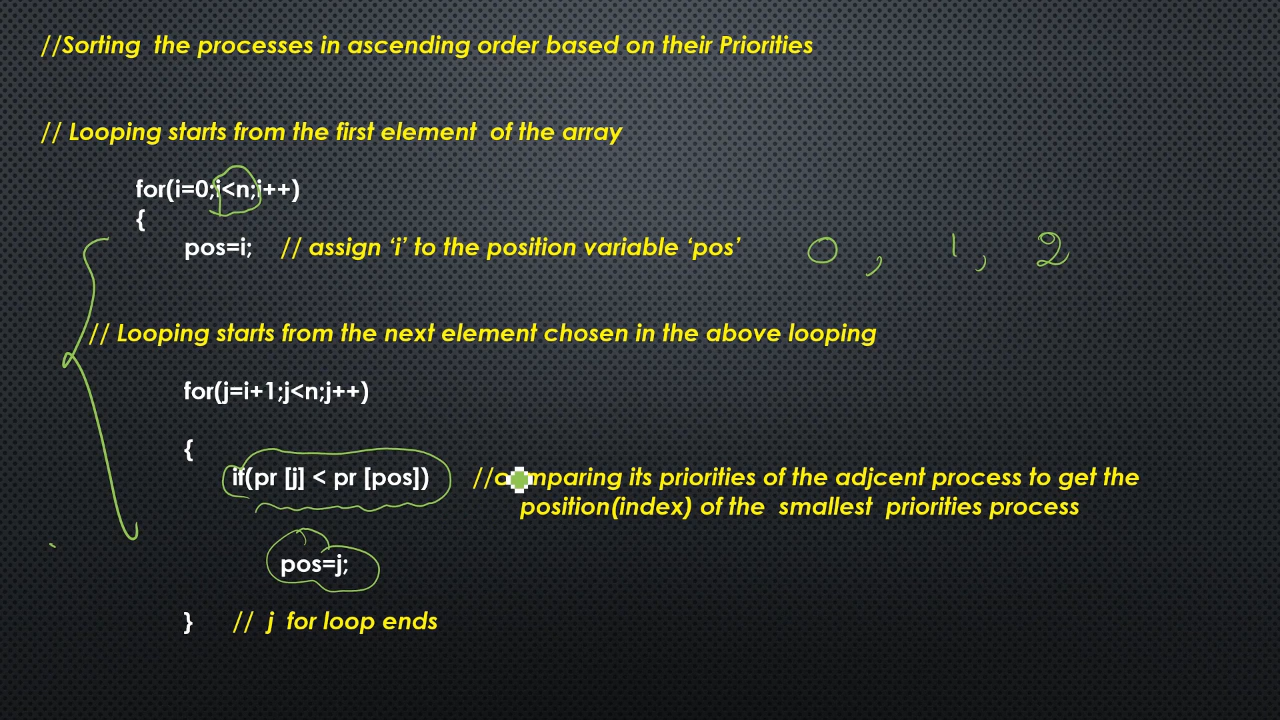 //Sorting the processes in ascending order based on their Priorities
// Looping starts from the first element of the array
for(i=0;i<n;i++)
{
pos=i; // assign ‘i’ to the position variable ‘pos’ 0 , 1 , 2
// Looping starts from the next element chosen in the above looping
for(j=i+1;j<n;j++)
{
if(pr [j] < pr [pos]) //comparing its priorities of the adjcent process to get the
position(index) of the smallest priorities process
pos=j;
} // j for loop ends